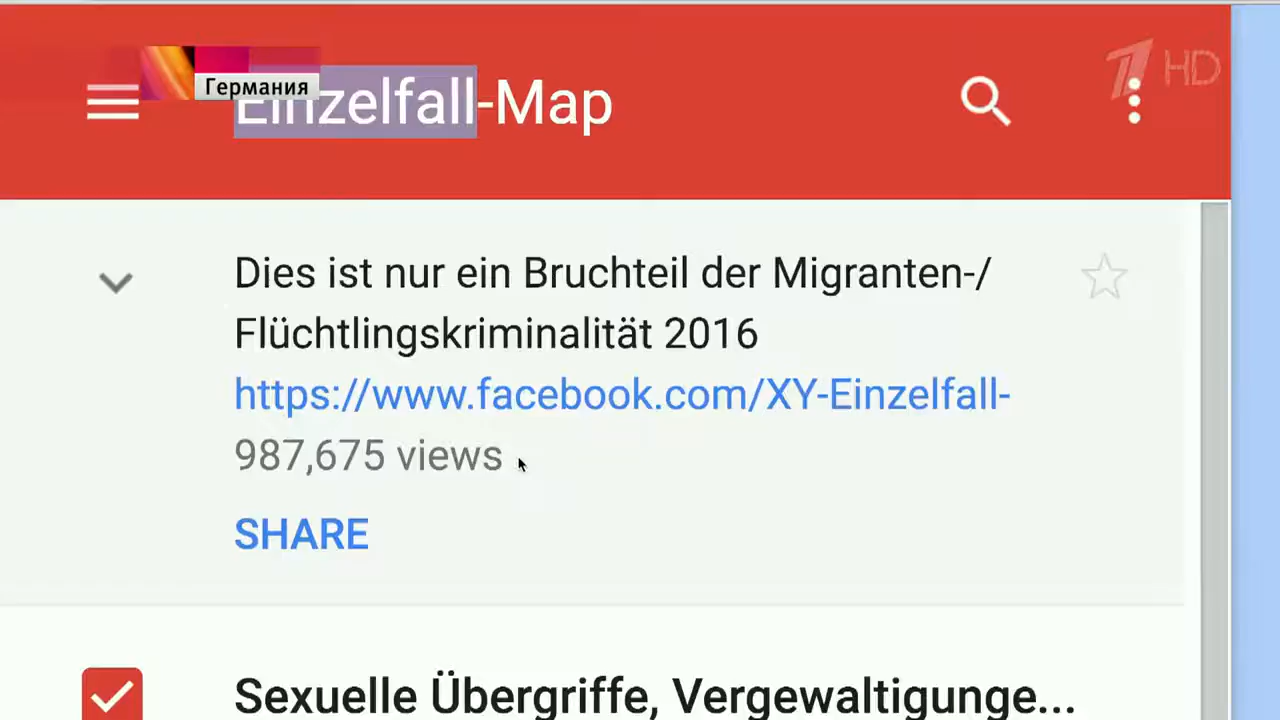 Германия
HD
Einzelfall-Map
Dies ist nur ein Bruchteil der Migranten-/
Flüchtlingskriminalität 2016
https://www.facebook.com/XY-Einzelfall-
987,675 views
SHARE
Sexuelle Übergriffe, Vergewaltigunge...